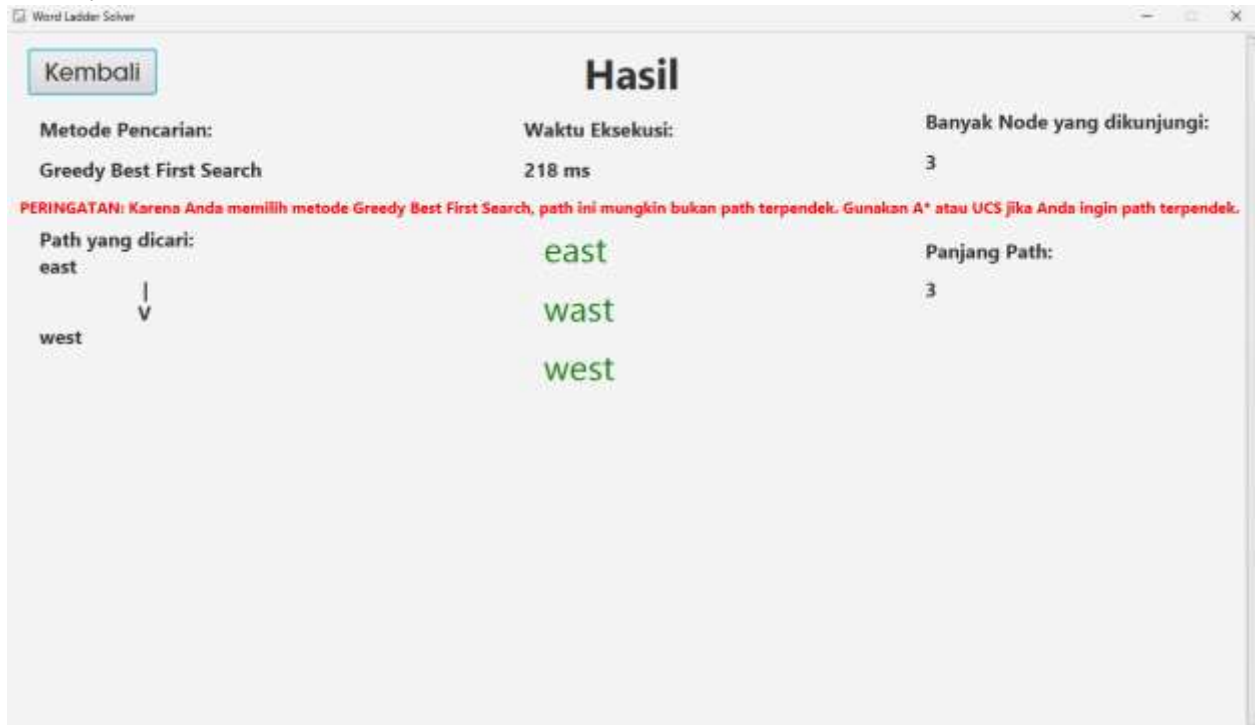 Word Ladder Solver
Kembali
Hasil
Metode Pencarian:
Greedy Best First Search
Waktu Eksekusi:
218 ms
Banyak Node yang dikunjungi:
3
PERINGATAN: Karena Anda memilih metode Greedy Best First Search, path ini mungkin bukan path terpendek. Gunakan A* atau UCS jika Anda ingin path terpendek.
Path yang dicari:
east
|
V
west
east
wast
west
Panjang Path:
3